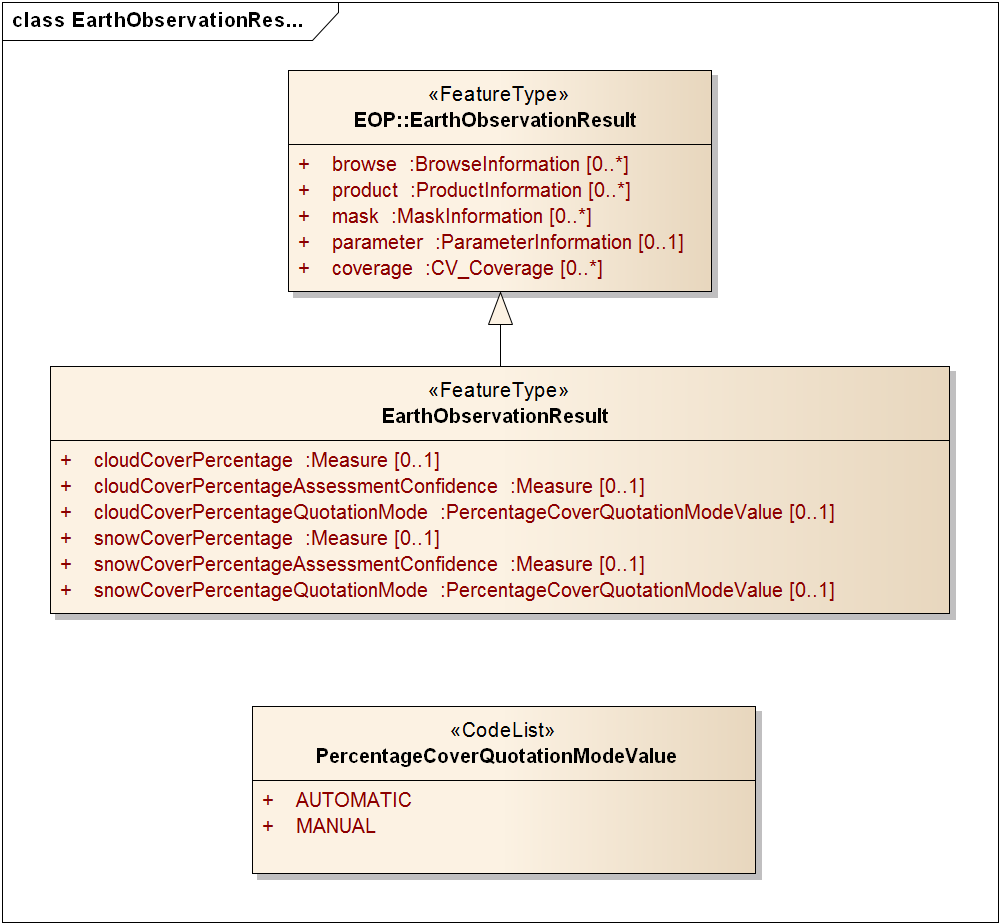 class EarthObservationRes...
«FeatureType»
EOP::EarthObservationResult
+ browse :BrowseInformation [0..*]
+ product :ProductInformation [0..*]
+ mask :MaskInformation [0..*]
+ parameter :ParameterInformation [0..1]
+ coverage :CV_Coverage [0..*]
«FeatureType»
EarthObservationResult
+ cloudCoverPercentage :Measure [0..1]
+ cloudCoverPercentageAssessmentConfidence :Measure [0..1]
+ cloudCoverPercentageQuotationMode :PercentageCoverQuotationModeValue [0..1]
+ snowCoverPercentage :Measure [0..1]
+ snowCoverPercentageAssessmentConfidence :Measure [0..1]
+ snowCoverPercentageQuotationMode :PercentageCoverQuotationModeValue [0..1]
«CodeList»
PercentageCoverQuotationModeValue
+ AUTOMATIC
+ MANUAL